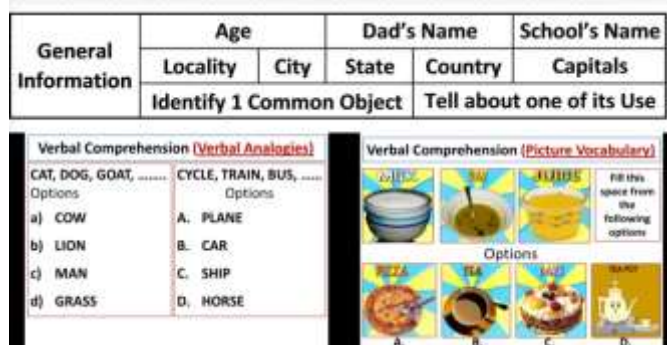 General Information
Age
Dad's Name
School's Name
Locality
City
State
Country
Capitals
Identify 1 Common Object
Tell about one of its Use
Verbal Comprehension (Verbal Analogies)
CAT, DOG, GOAT, .......
Options
a) COW
b) LION
c) MAN
d) GRASS
CYCLE, TRAIN, BUS, .....
Options
A. PLANE
B. CAR
C. SHIP
D. HORSE
Verbal Comprehension (Picture Vocabulary)
MILK
JUICE
Fill this
space from
the
following
options
Options
PIZZA
TEA
TEA POT
A.
B.
C.
D.